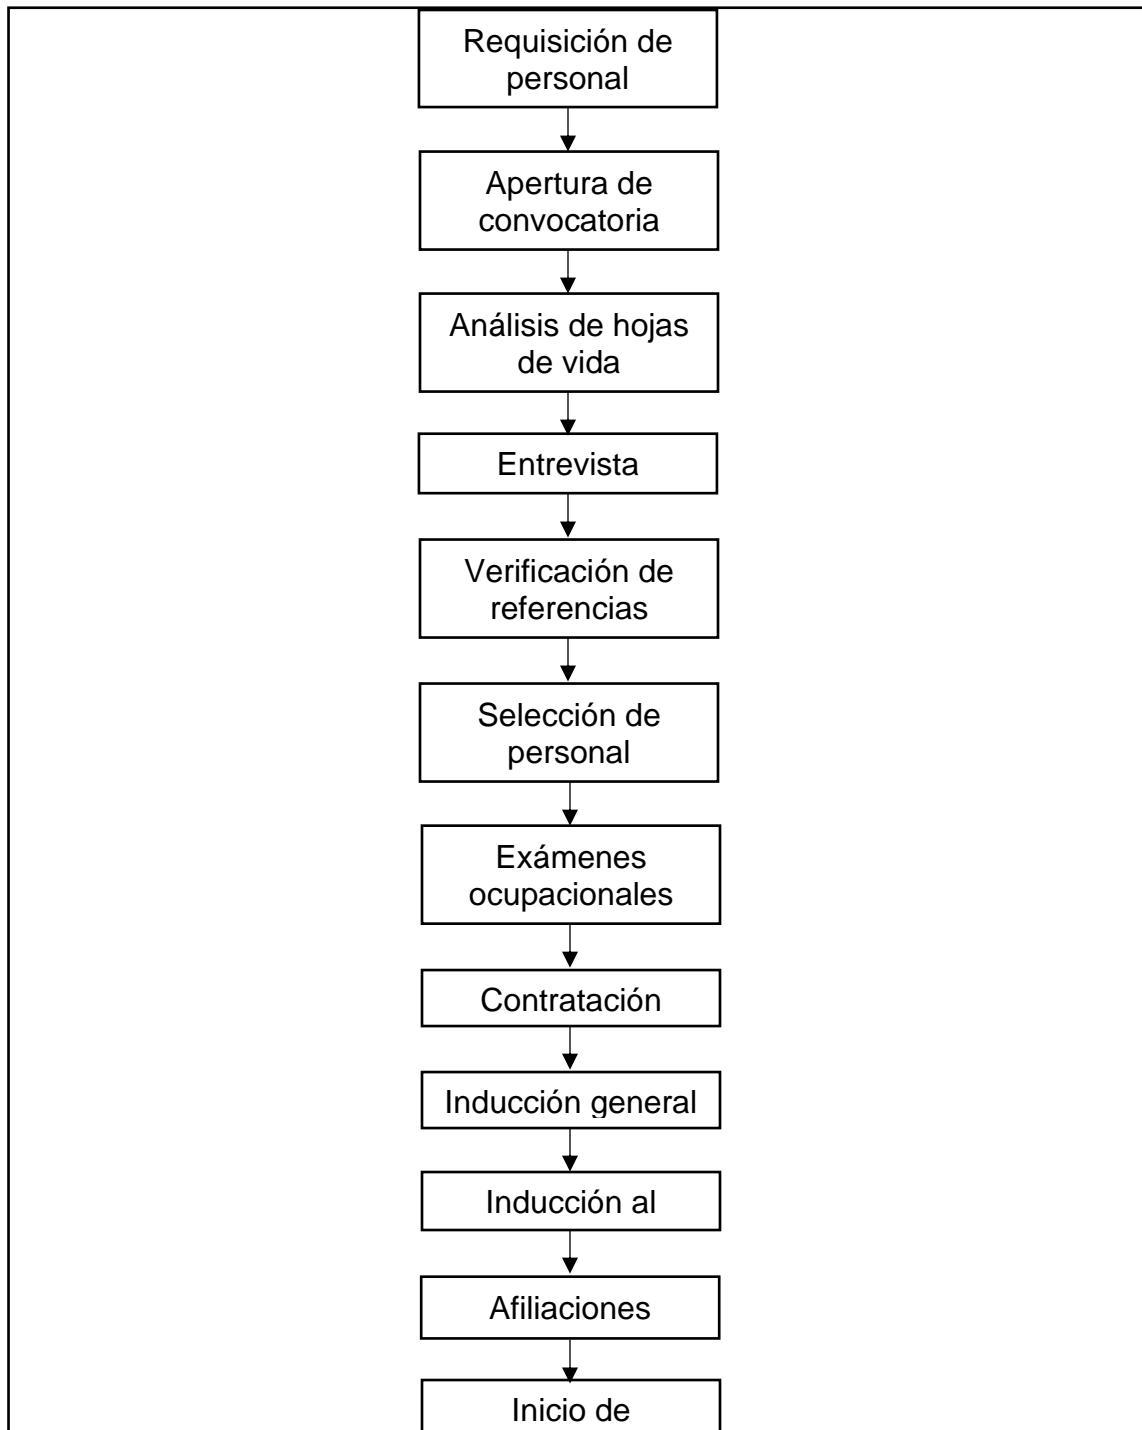 Requisición de
personal
Apertura de
convocatoria
Análisis de hojas
de vida
Entrevista
Verificación de
referencias
Selección de
personal
Exámenes
ocupacionales
Contratación
Inducción general
Inducción al
Afiliaciones
Inicio de